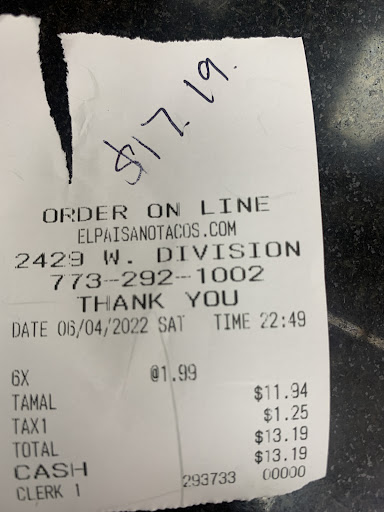 $17.19.
ORDER ON LINE
ELPAISANOTACOS.COM
2429 W. DIVISION
773-292-1002
THANK YOU
DATE 06/04/2022 SAT TIME 22:49
6X @1.99
TAMAL $11.94
TAX1 $1.25
TOTAL $13.19
CASH $13.19
CLERK 1 293733 00000